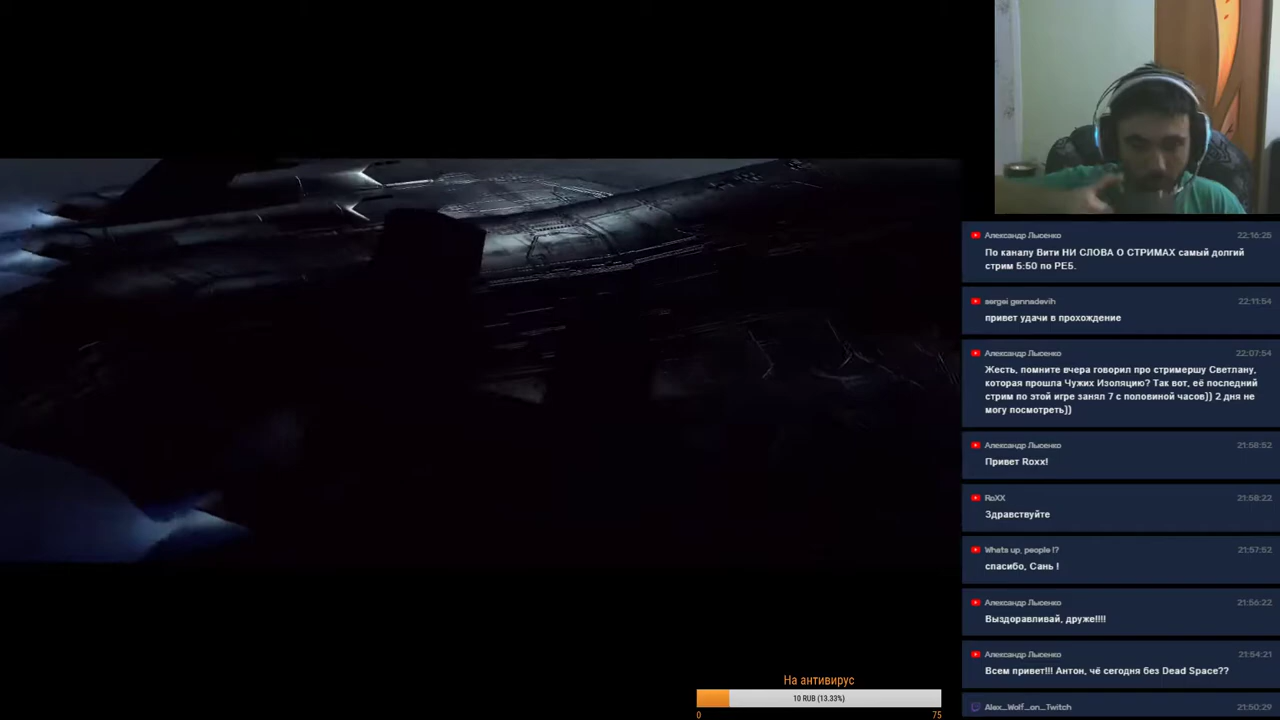 Александр Лысенко 22:16:25
По каналу Вити НИ СЛОВА О СТРИМАХ самый долгий
стрим 5:50 по РЕ5.
sergei gennadevih 22:11:54
привет удачи в прохождение
Александр Лысенко 22:07:54
Жесть, помните вчера говорил про стримершу Светлану,
которая прошла Чужих Изоляцию? Так вот, её последний
стрим по этой игре занял 7 с половиной часов)) 2 дня не
могу посмотреть))
Александр Лысенко 21:58:52
Привет Roxx!
RoXX 21:58:22
Здравствуйте
Whats up, people !? 21:57:52
спасибо, Сань !
Александр Лысенко 21:56:22
Выздоравливай, друже!!!!
Александр Лысенко 21:54:21
Всем привет!!! Антон, чё сегодня без Dead Space??
Alex_Wolf_on_Twitch 21:50:29
На антивирус
10 RUB (13.33%)
0 75